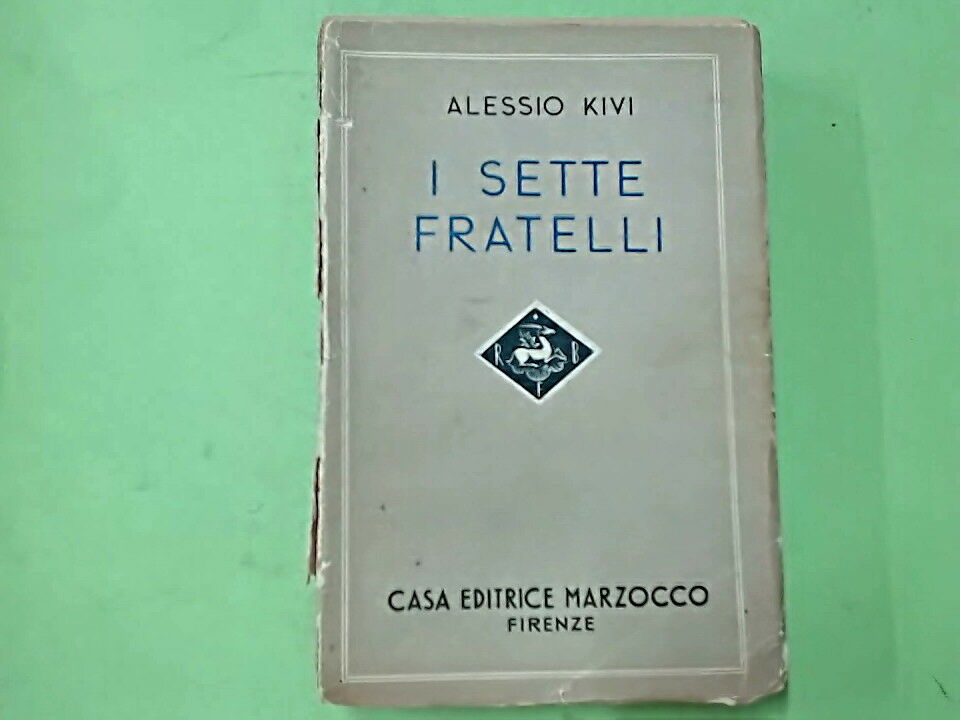 ALESSIO KIVI
I SETTE
FRATELLI
R B
F
CASA EDITRICE MARZOCCO
FIRENZE